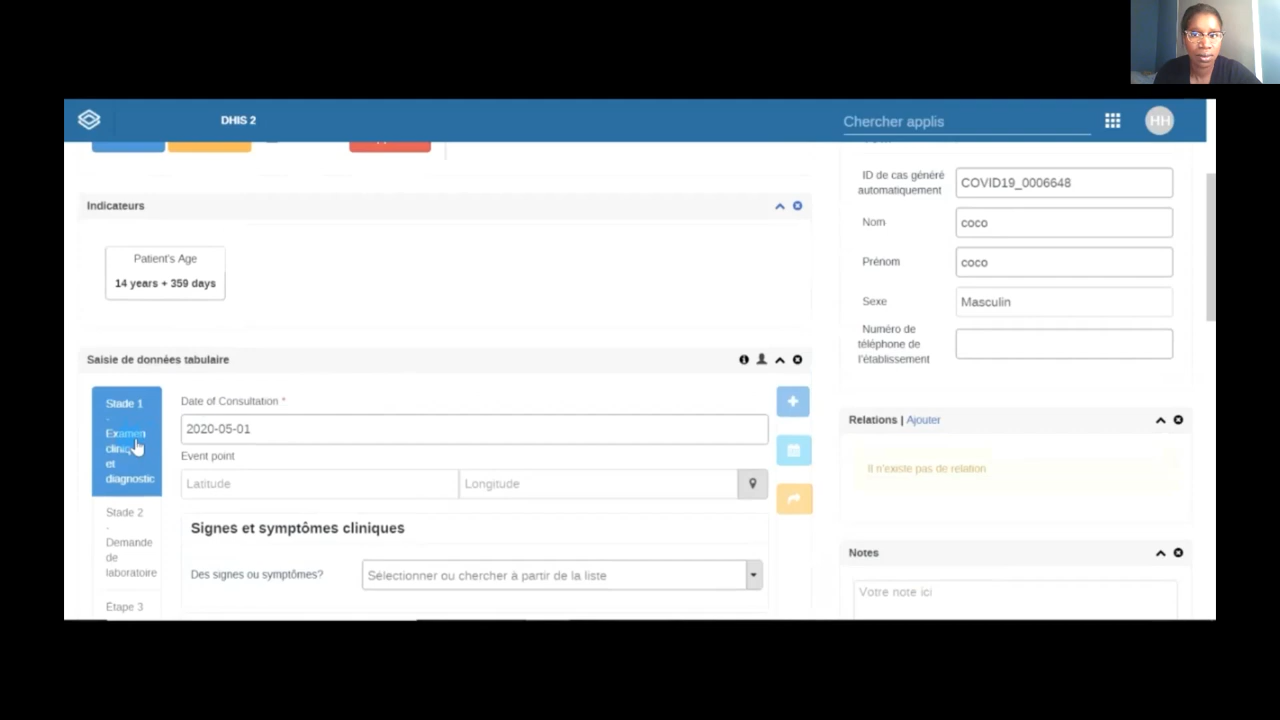 DHIS 2
Chercher applis
HH
Indicateurs
Patient's Age
14 years + 359 days
Saisie de données tabulaire
Stade 1
-
Examen
clinique
et
diagnostic
Stade 2
-
Demande
de
laboratoire
Étape 3
Date of Consultation *
2020-05-01
Event point
Latitude
Longitude
Signes et symptômes cliniques
Des signes ou symptômes?
Sélectionner ou chercher à partir de la liste
ID de cas généré
automatiquement
COVID19_0006648
Nom
coco
Prénom
coco
Sexe
Masculin
Numéro de
téléphone de
l'établissement
Relations | Ajouter
Il n'existe pas de relation
Notes
Votre note ici